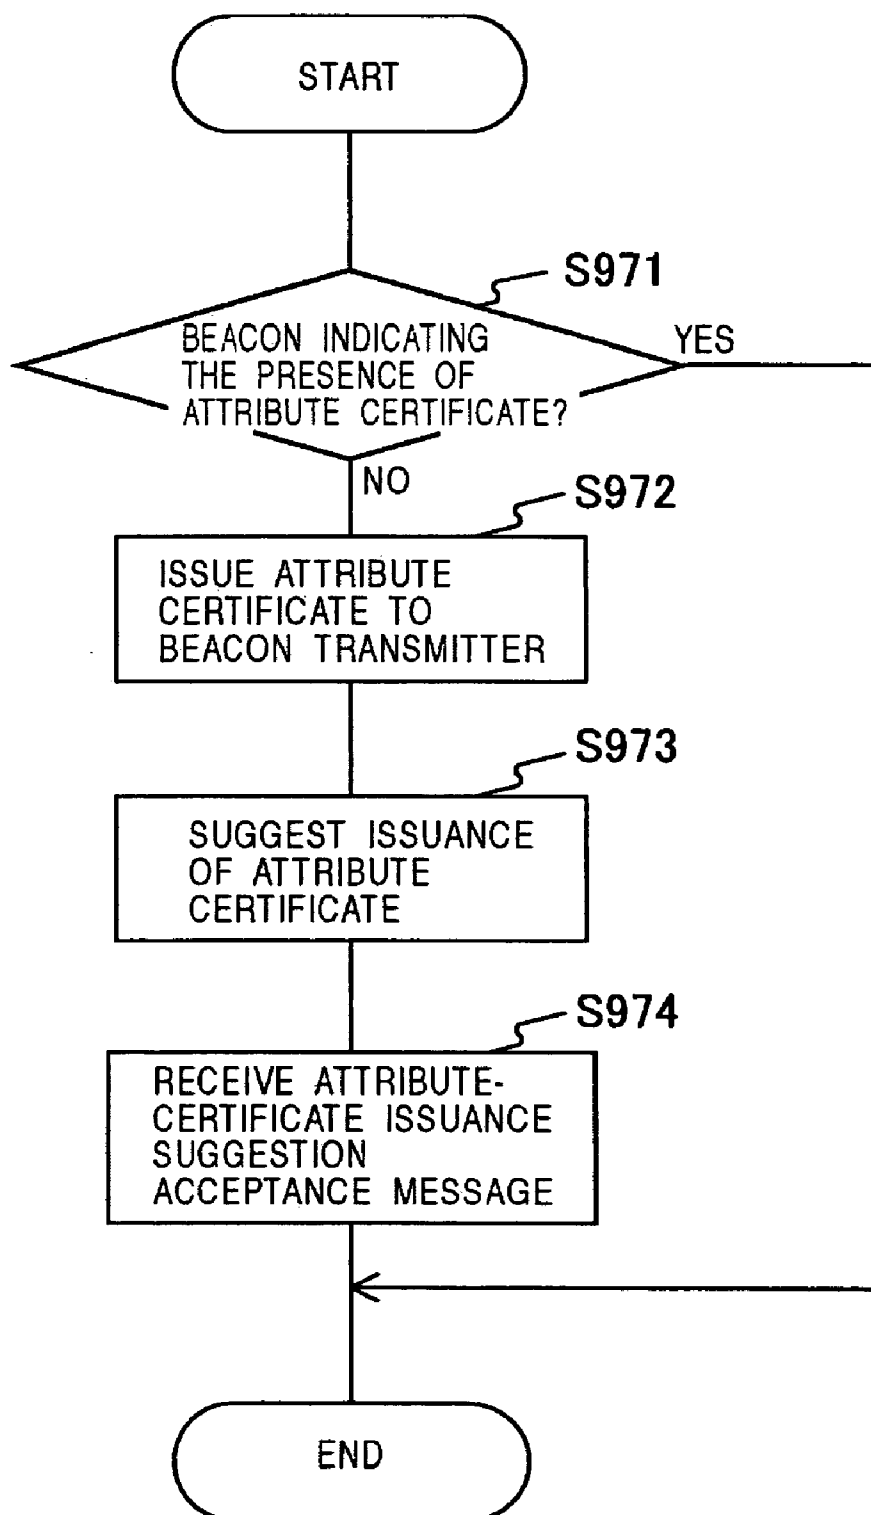 START
S971
BEACON INDICATING
THE PRESENCE OF
ATTRIBUTE CERTIFICATE?
YES
NO
S972
ISSUE ATTRIBUTE
CERTIFICATE TO
BEACON TRANSMITTER
S973
SUGGEST ISSUANCE
OF ATTRIBUTE
CERTIFICATE
S974
RECEIVE ATTRIBUTE-
CERTIFICATE ISSUANCE
SUGGESTION
ACCEPTANCE MESSAGE
END